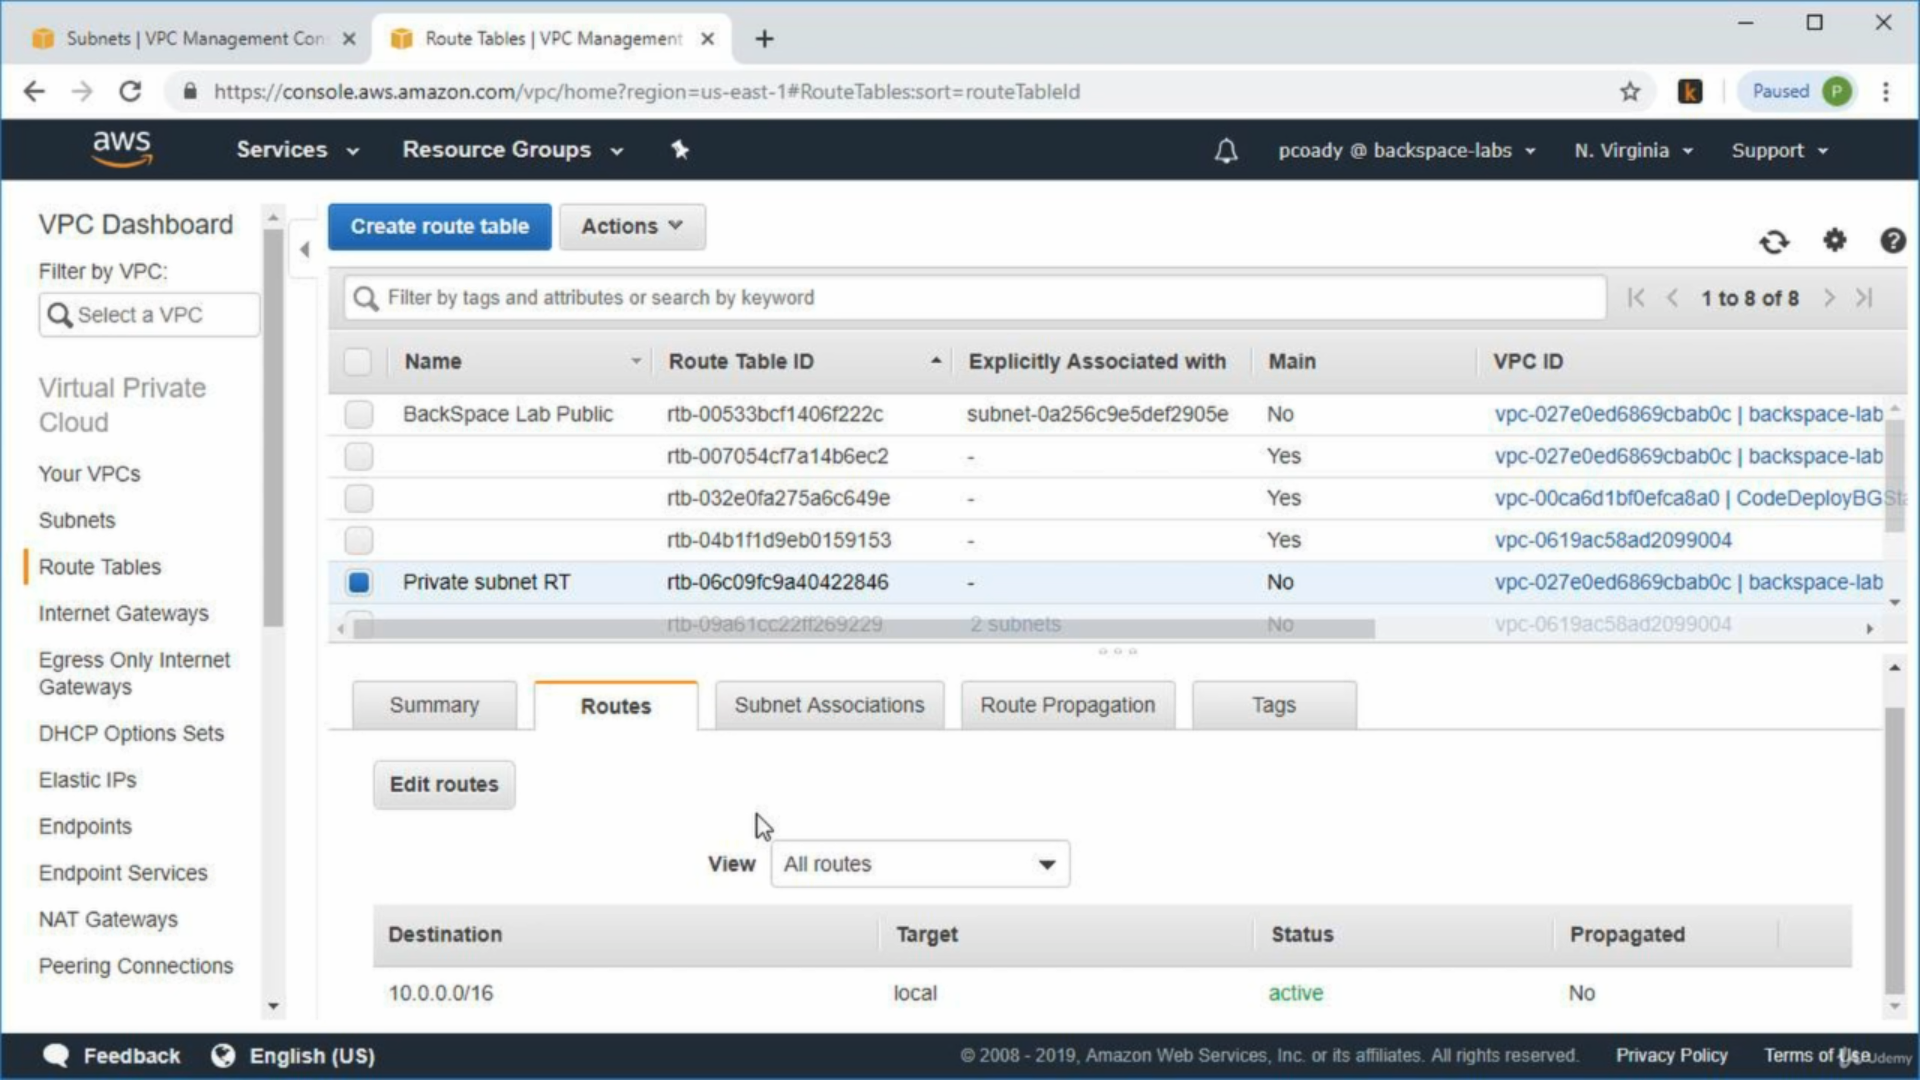 Subnets | VPC Management Con
Route Tables | VPC Management
https://console.aws.amazon.com/vpc/home?region=us-east-1#RouteTables:sort=routeTableId
k
Paused P
aws Services Resource Groups pcoady @ backspace-labs N. Virginia Support
VPC Dashboard
Filter by VPC:
Select a VPC
Virtual Private
Cloud
Your VPCs
Subnets
Route Tables
Internet Gateways
Egress Only Internet
Gateways
DHCP Options Sets
Elastic IPs
Endpoints
Endpoint Services
NAT Gateways
Peering Connections
Create route table Actions
Filter by tags and attributes or search by keyword
1 to 8 of 8
Name Route Table ID Explicitly Associated with Main VPC ID
BackSpace Lab Public rtb-00533bcf1406f222c subnet-0a256c9e5def2905e No vpc-027e0ed6869cbab0c | backspace-lab
rtb-007054cf7a14b6ec2 - Yes vpc-027e0ed6869cbab0c | backspace-lab
rtb-032e0fa275a6c649e - Yes vpc-00ca6d1bf0efca8a0 | CodeDeployBGSta
rtb-04b1f1d9eb0159153 - Yes vpc-0619ac58ad2099004
Private subnet RT rtb-06c09fc9a40422846 - No vpc-027e0ed6869cbab0c | backspace-lab
rtb-09a61cc22ff269229 2 subnets No vpc-0619ac58ad2099004
Summary Routes Subnet Associations Route Propagation Tags
Edit routes
View All routes
Destination Target Status Propagated
10.0.0.0/16 local active No
Feedback English (US) © 2008 - 2019, Amazon Web Services, Inc. or its affiliates. All rights reserved. Privacy Policy Terms of Use
Udemy